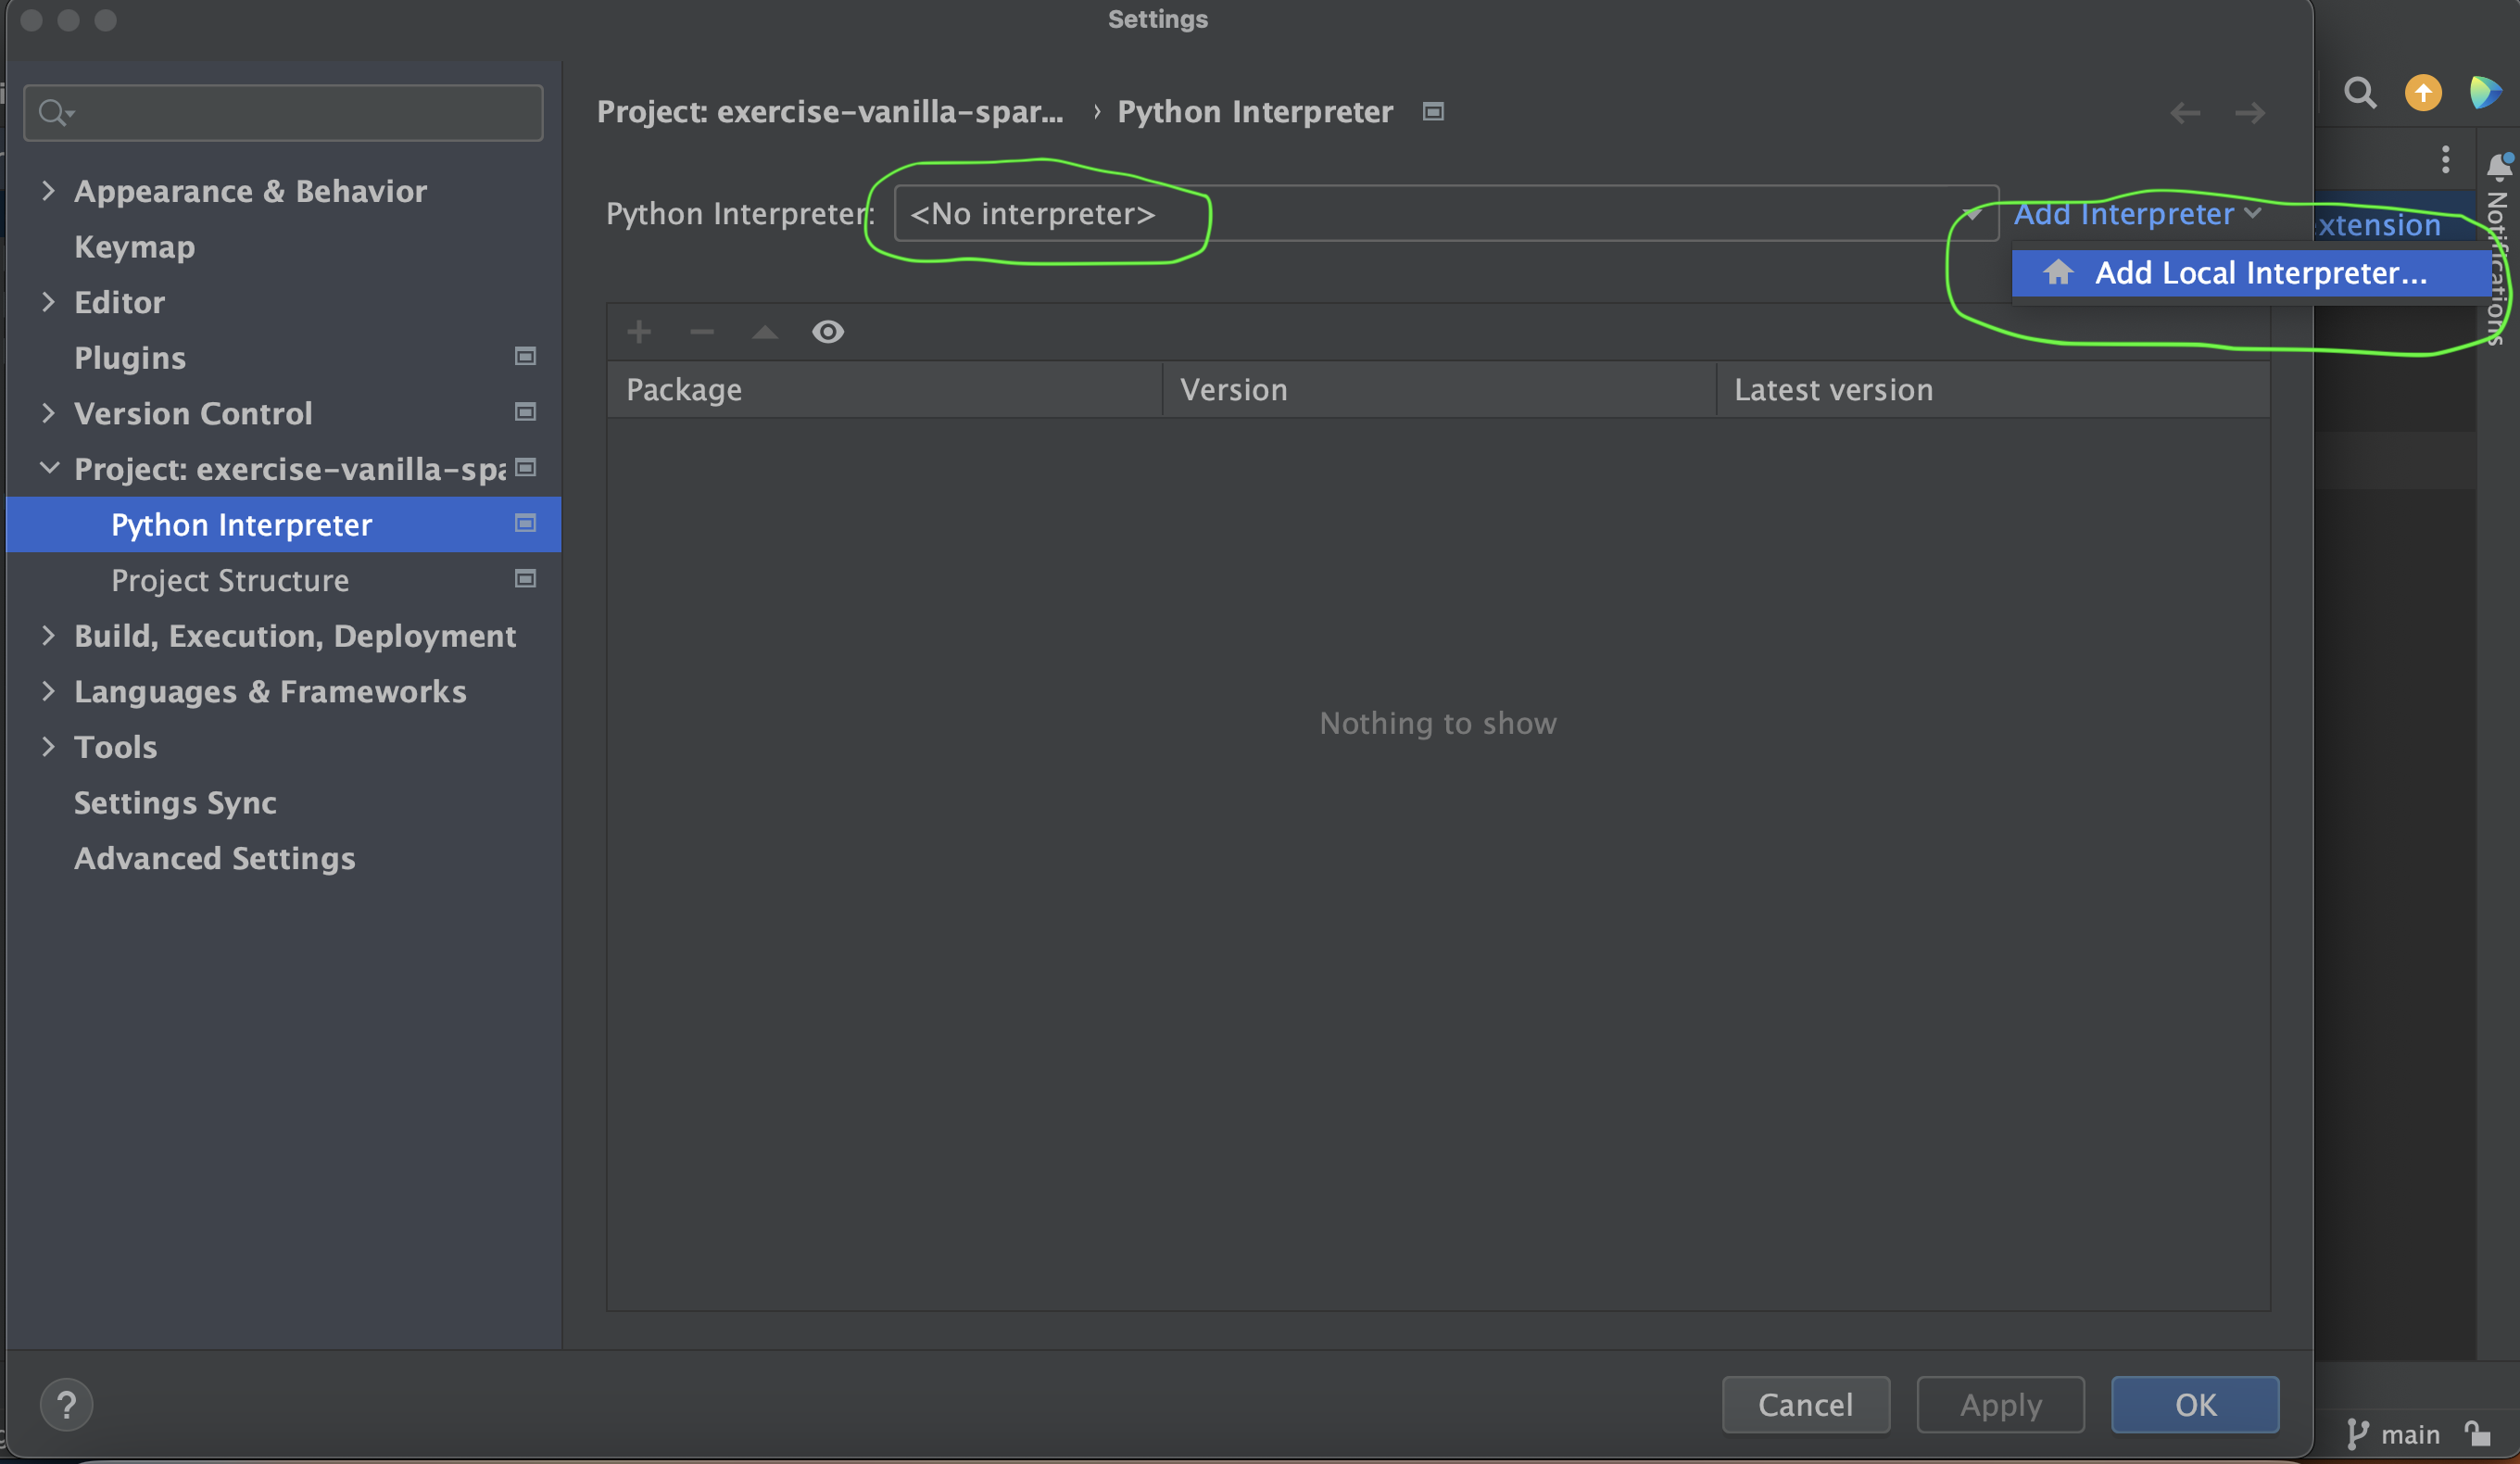 Settings
Project: exercise-vanilla-spar... › Python Interpreter
Python Interpreter: <No interpreter> Add Interpreter
xtension
Add Local Interpreter...
Notifications
Appearance & Behavior
Keymap
Editor
Plugins
Version Control
Project: exercise-vanilla-spa
Python Interpreter
Project Structure
Build, Execution, Deployment
Languages & Frameworks
Tools
Settings Sync
Advanced Settings
Package Version Latest version
Nothing to show
? Cancel Apply OK
main